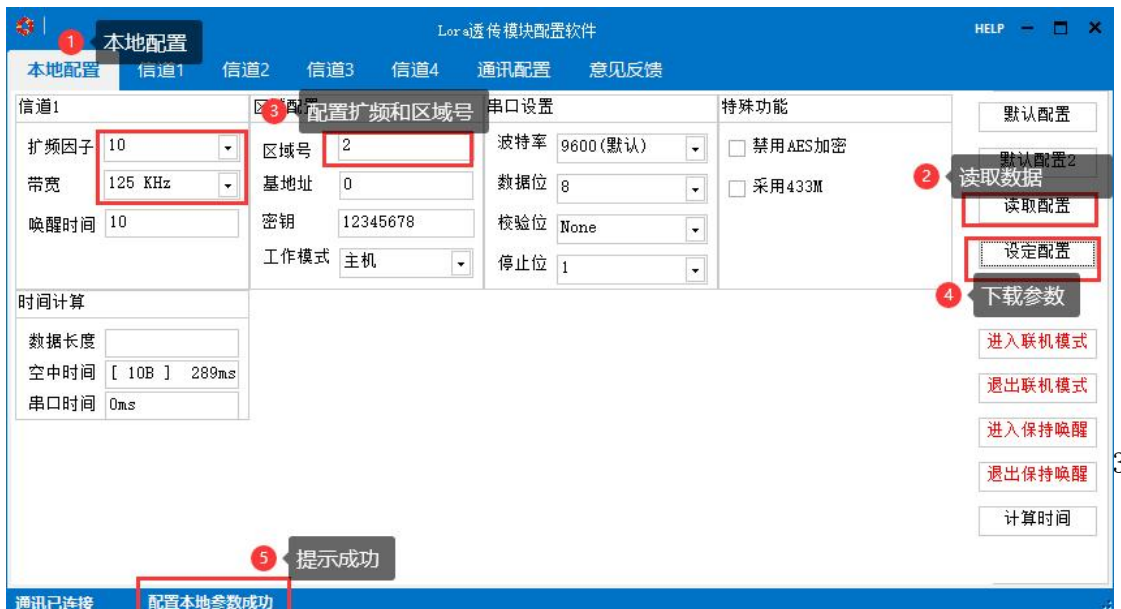 Lora透传模块配置软件
HELP
1 本地配置
本地配置 信道1 信道2 信道3 信道4 通讯配置 意见反馈
信道1
扩频因子 10
带宽 125 KHz
唤醒时间 10
3 配置扩频和区域号
区域号 2
基地址 0
密钥 12345678
工作模式 主机
串口设置
波特率 9600(默认)
数据位 8
校验位 None
停止位 1
特殊功能
禁用AES加密
采用433M
默认配置
默认配置2
2 读取数据
读取配置
设定配置
4 下载参数
进入联机模式
退出联机模式
进入保持唤醒
退出保持唤醒
计算时间
时间计算
数据长度
空中时间 [ 10B ] 289ms
串口时间 0ms
5 提示成功
通讯已连接 配置本地参数成功